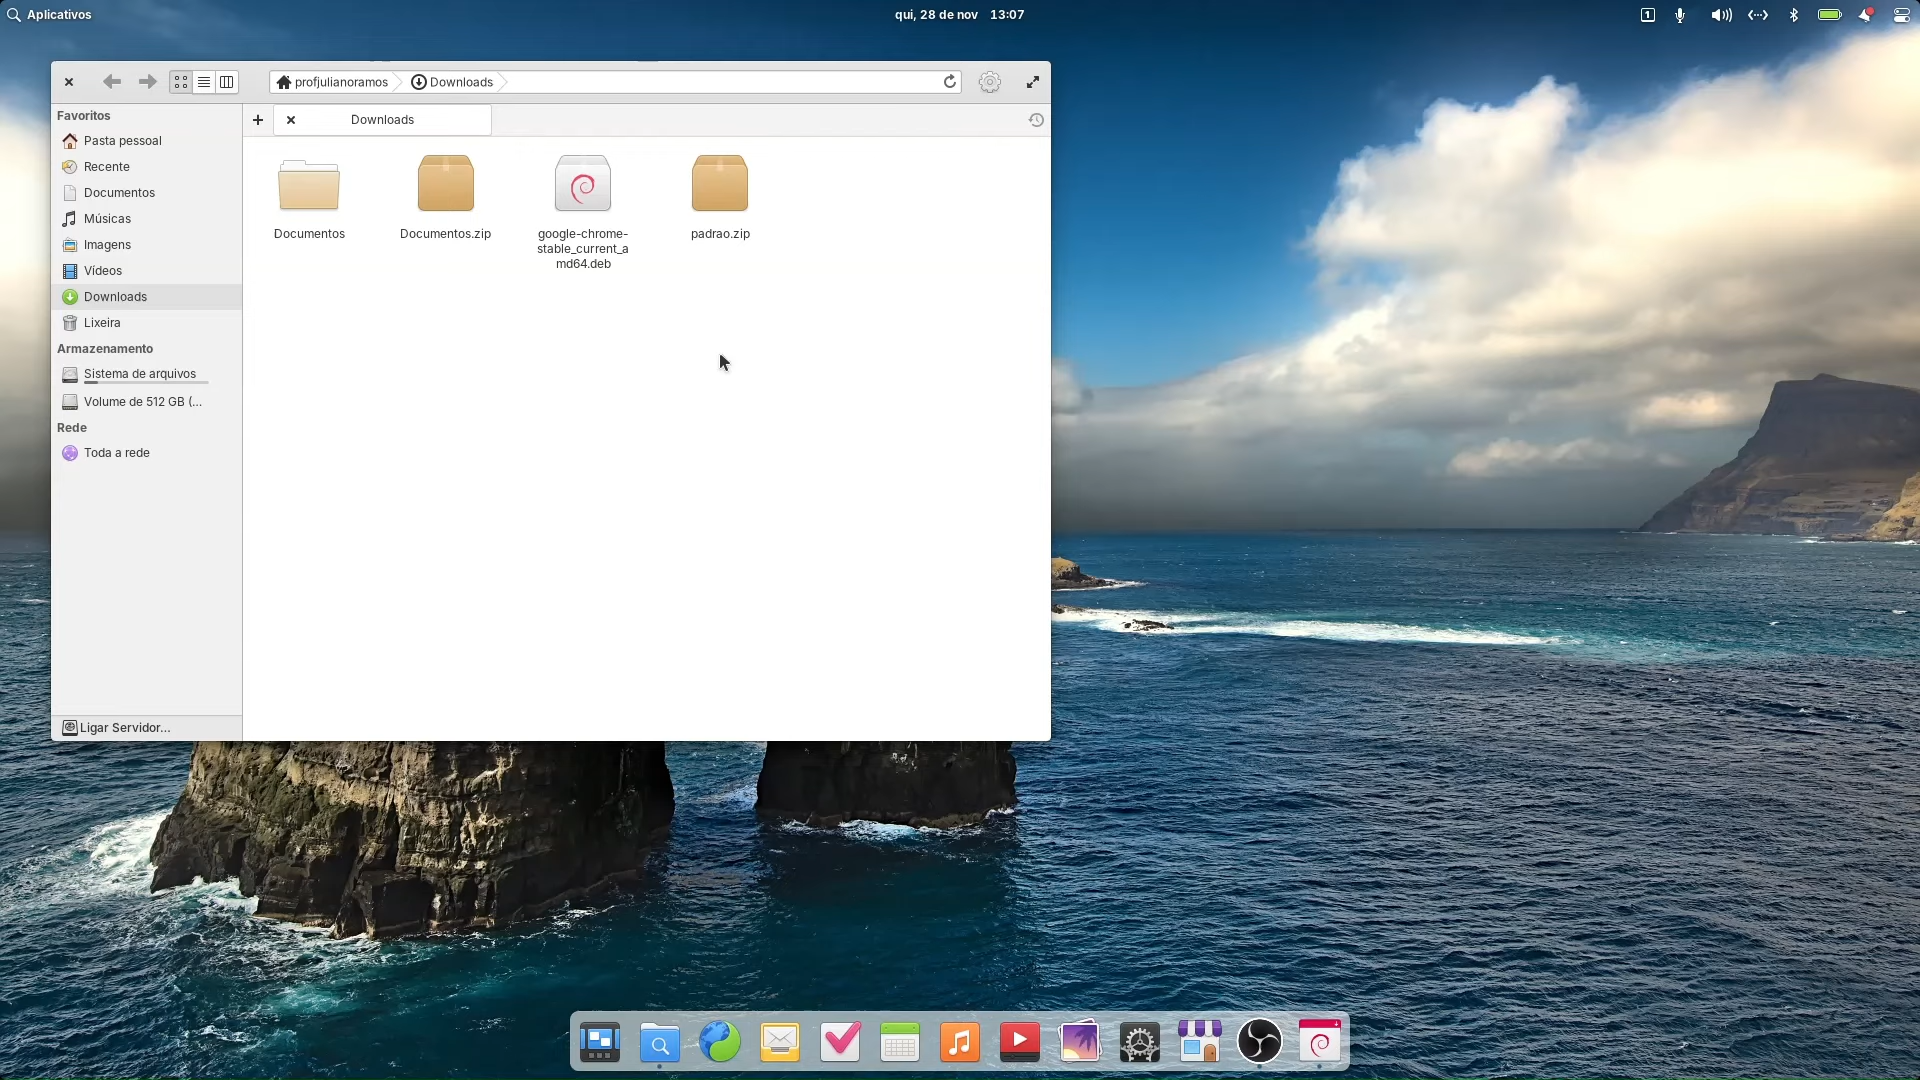 Aplicativos
qui, 28 de nov 13:07
1
profjulianoramos
Downloads
Favoritos
Pasta pessoal
Recente
Documentos
Músicas
Imagens
Vídeos
Downloads
Lixeira
Armazenamento
Sistema de arquivos
Volume de 512 GB (...
Rede
Toda a rede
Ligar Servidor...
Downloads
Documentos
Documentos.zip
google-chrome-
stable_current_a
md64.deb
padrao.zip